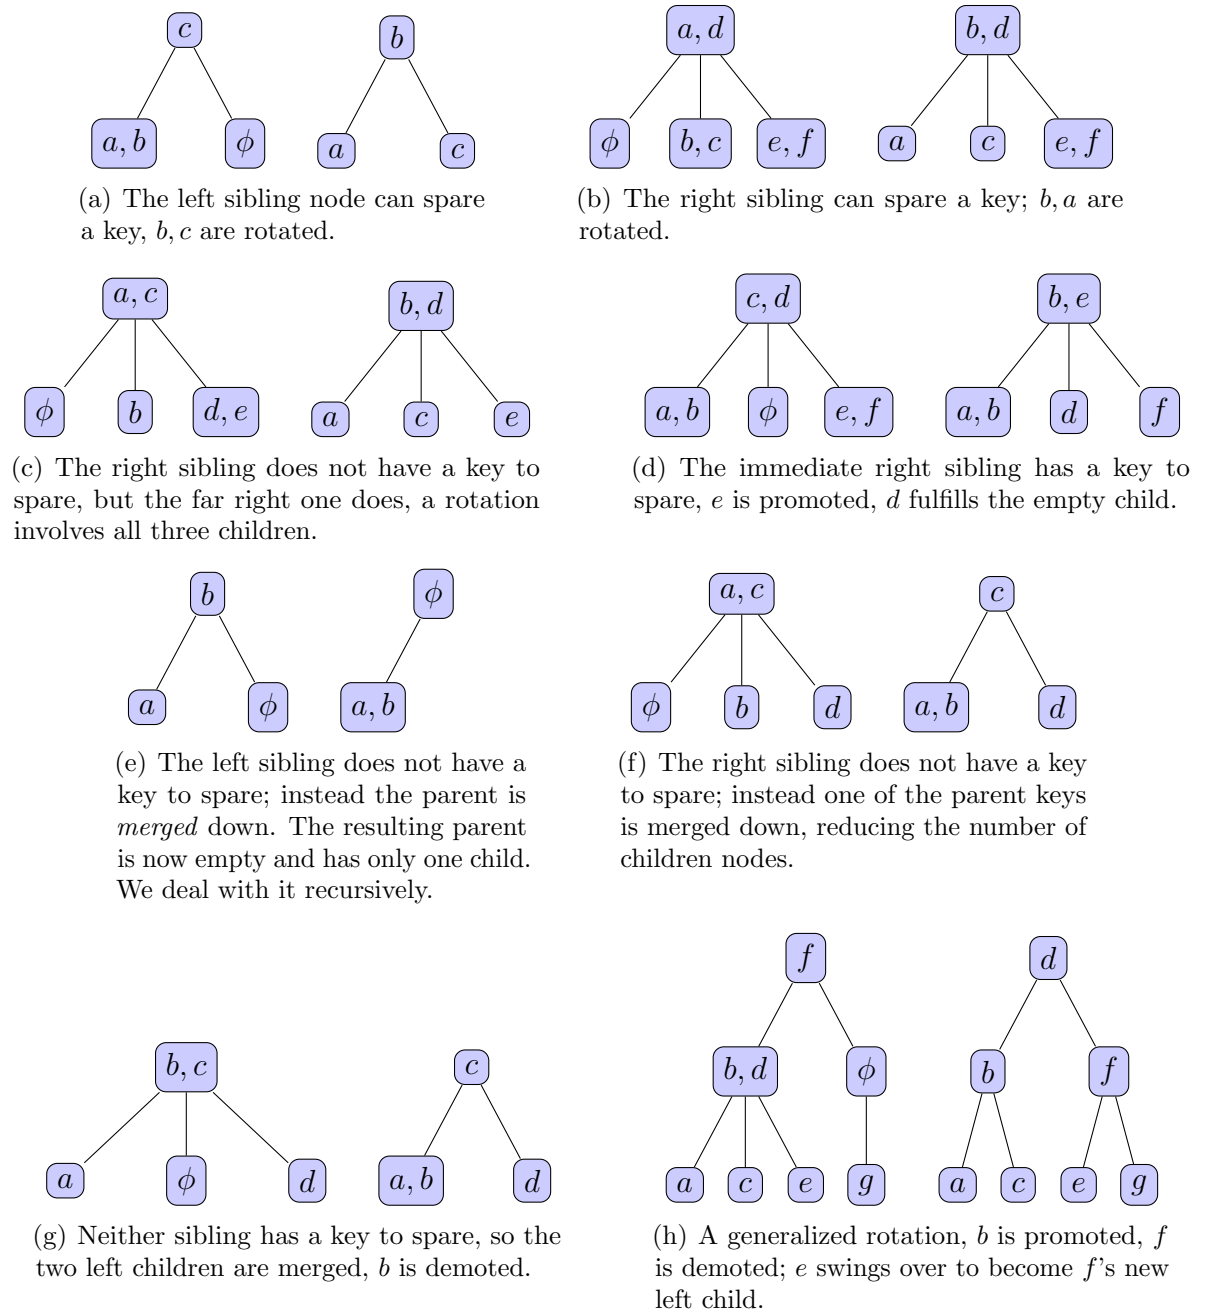 c
b
a, b
ϕ
a
c
(a) The left sibling node can spare
a key, b, c are rotated.
a, d
b, d
ϕ
b, c
e, f
a
c
e, f
(b) The right sibling can spare a key; b, a are
rotated.
a, c
b, d
ϕ
b
d, e
a
c
e
(c) The right sibling does not have a key to
spare, but the far right one does, a rotation
involves all three children.
c, d
b, e
a, b
ϕ
e, f
a, b
d
f
(d) The immediate right sibling has a key to
spare, e is promoted, d fulfills the empty child.
b
ϕ
a
ϕ
a, b
(e) The left sibling does not have a
key to spare; instead the parent is
merged down. The resulting parent
is now empty and has only one child.
We deal with it recursively.
a, c
c
ϕ
b
d
a, b
d
(f) The right sibling does not have a key
to spare; instead one of the parent keys
is merged down, reducing the number of
children nodes.
b, c
c
a
ϕ
d
a, b
d
(g) Neither sibling has a key to spare, so the
two left children are merged, b is demoted.
f
d
b, d
ϕ
b
f
a
c
e
g
a
c
e
g
(h) A generalized rotation, b is promoted, f
is demoted; e swings over to become f's new
left child.